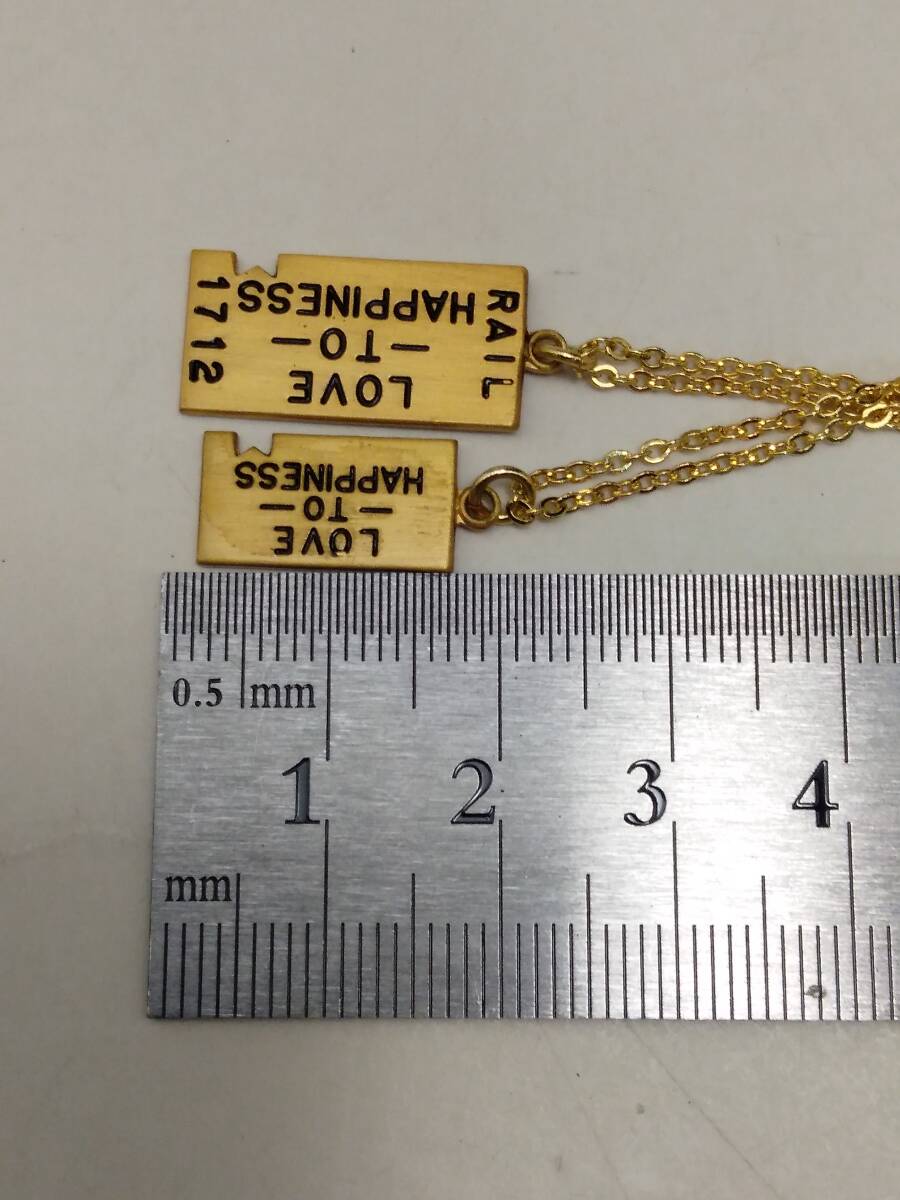 RAIL
LOVE
—TO—
HAPPINESS
1712
LOVE
—TO—
HAPPINESS
0.5 mm
1 2 3 4
mm